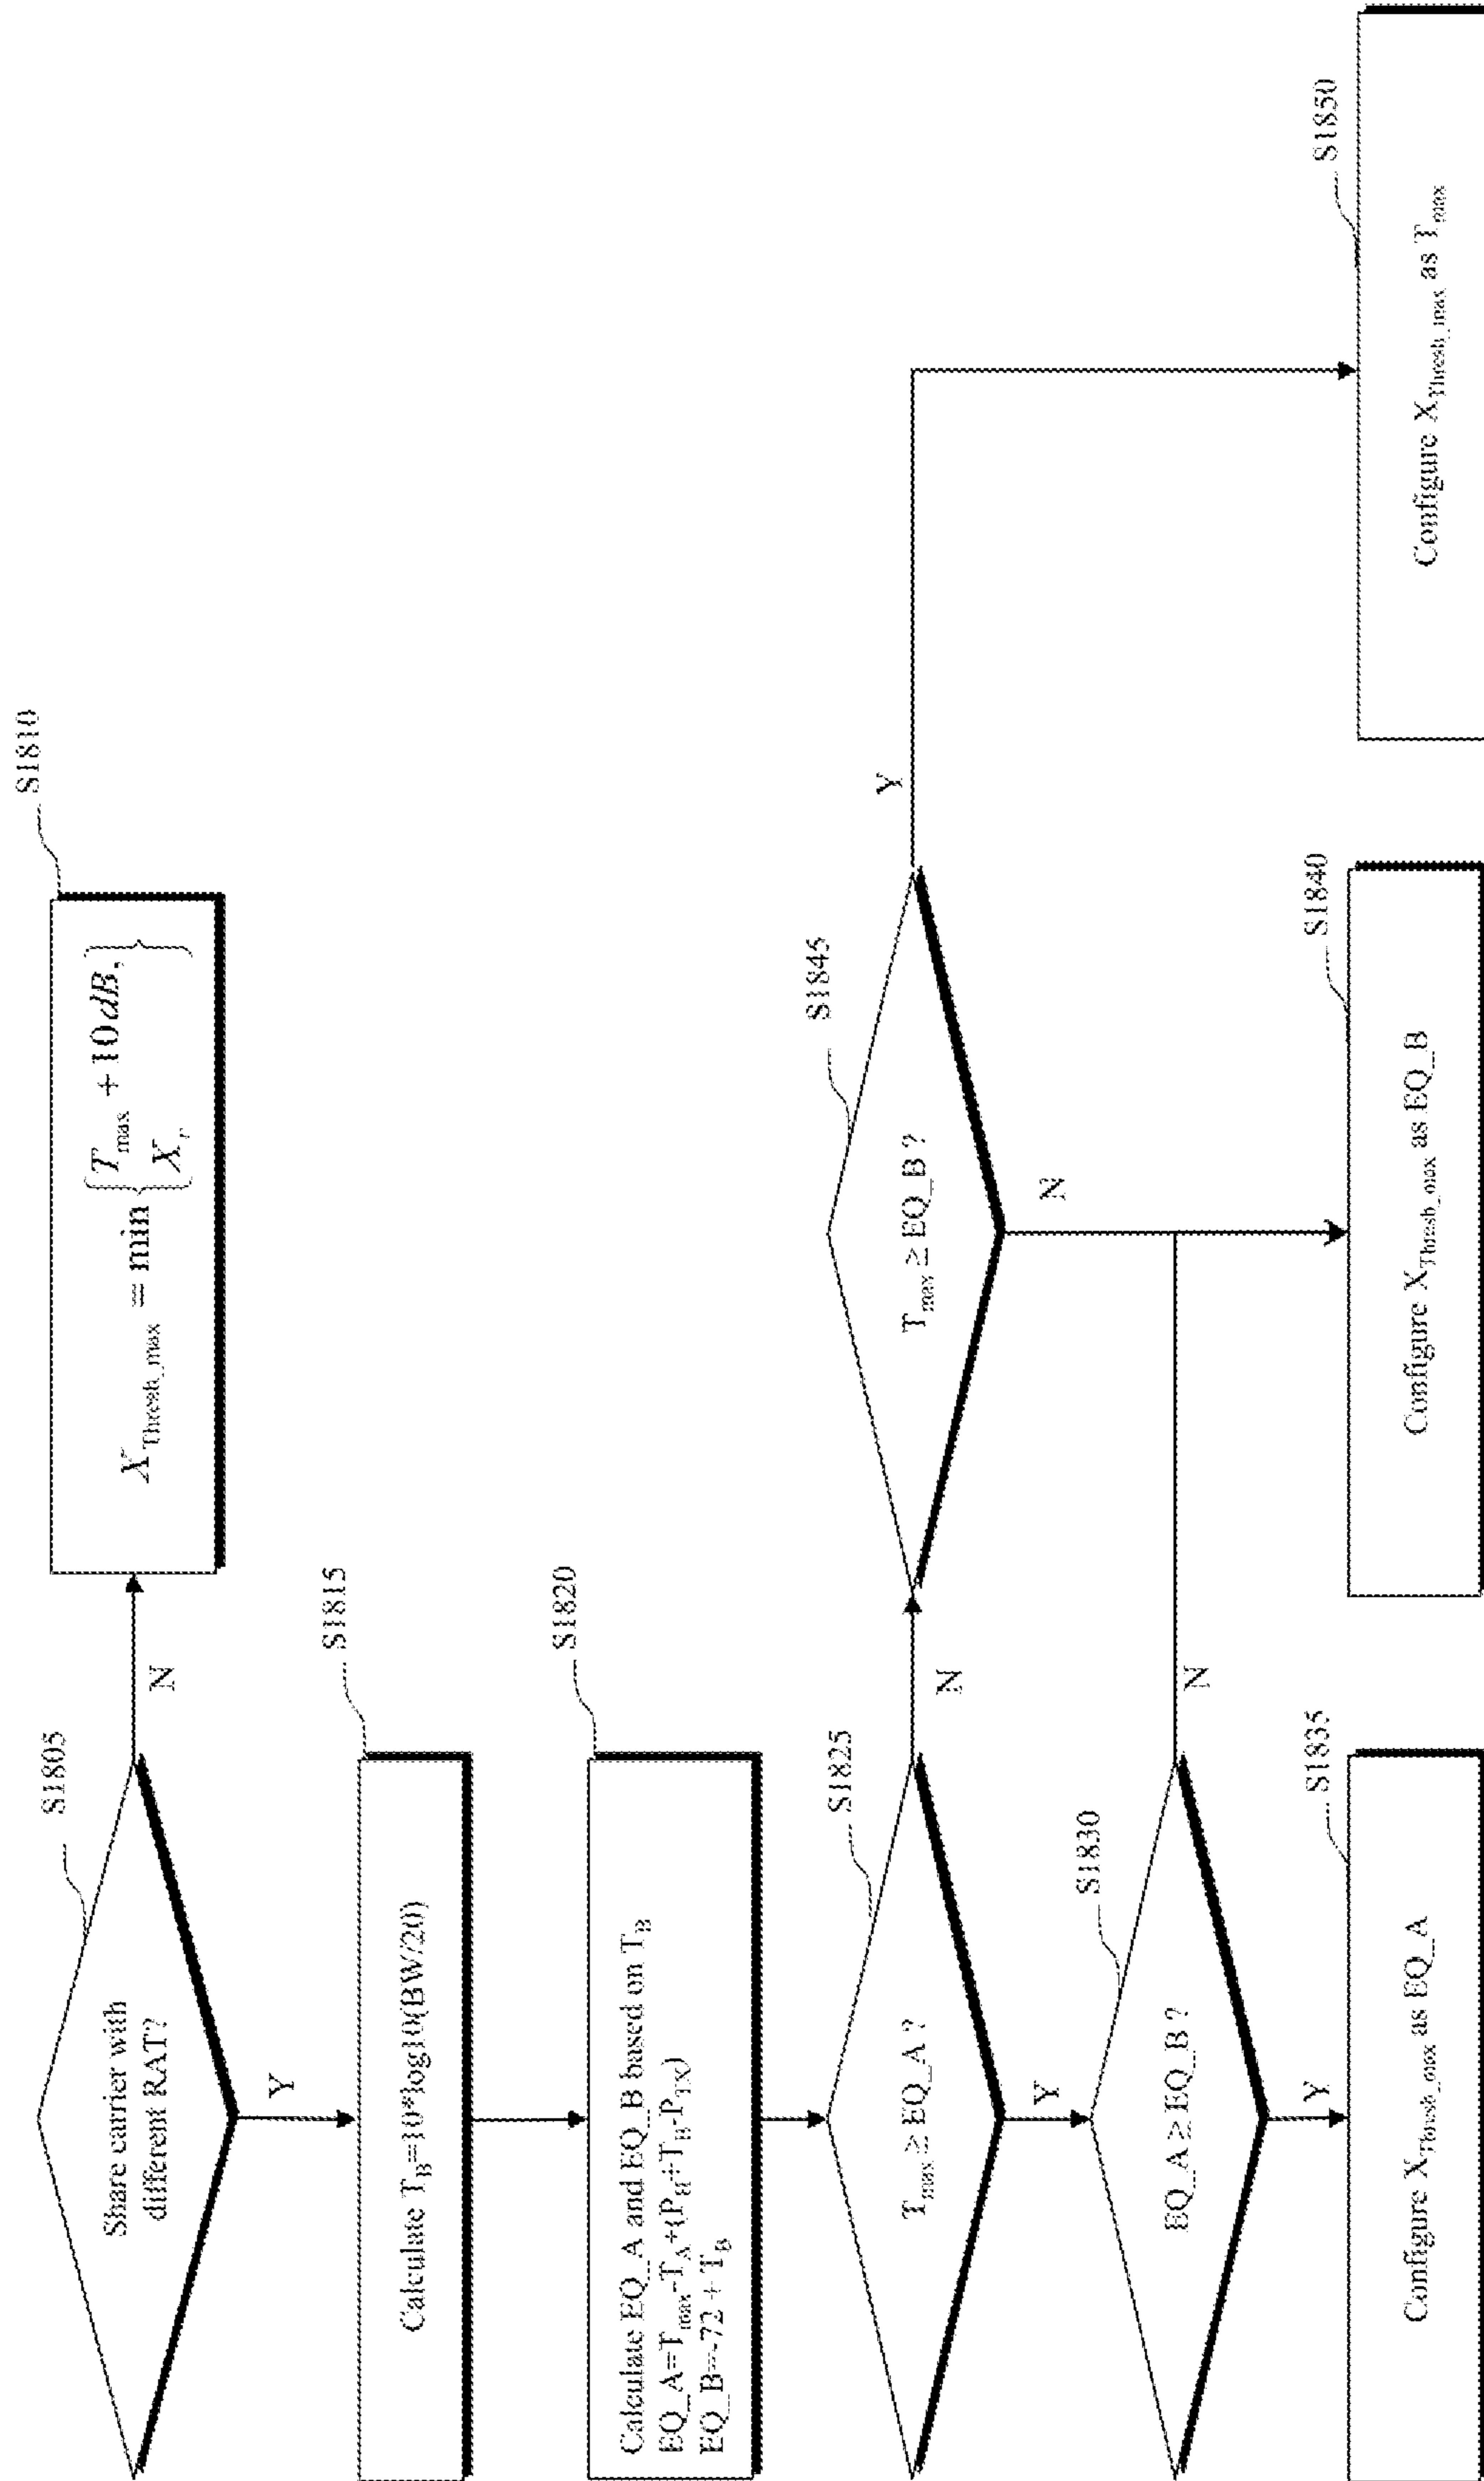 S1805
Share carrier with
different RAT?
N
S1810
X_Thresh_max = min { T_max + 10 dB,
X_r }
Y
S1815
Calculate T_B=10*log10(BW/20)
S1820
Calculate EQ_A and EQ_B based on T_B
EQ_A=T_max-T_A+(P_H+T_B-P_TX)
EQ_B=-72 + T_B
S1825
T_max ≥ EQ_A ?
N
S1845
T_max ≥ EQ_B ?
Y
Y
S1830
EQ_A ≥ EQ_B ?
N
N
Y
S1835
Configure X_Thresh_max as EQ_A
S1840
Configure X_Thresh_max as EQ_B
S1850
Configure X_Thresh_max as T_max